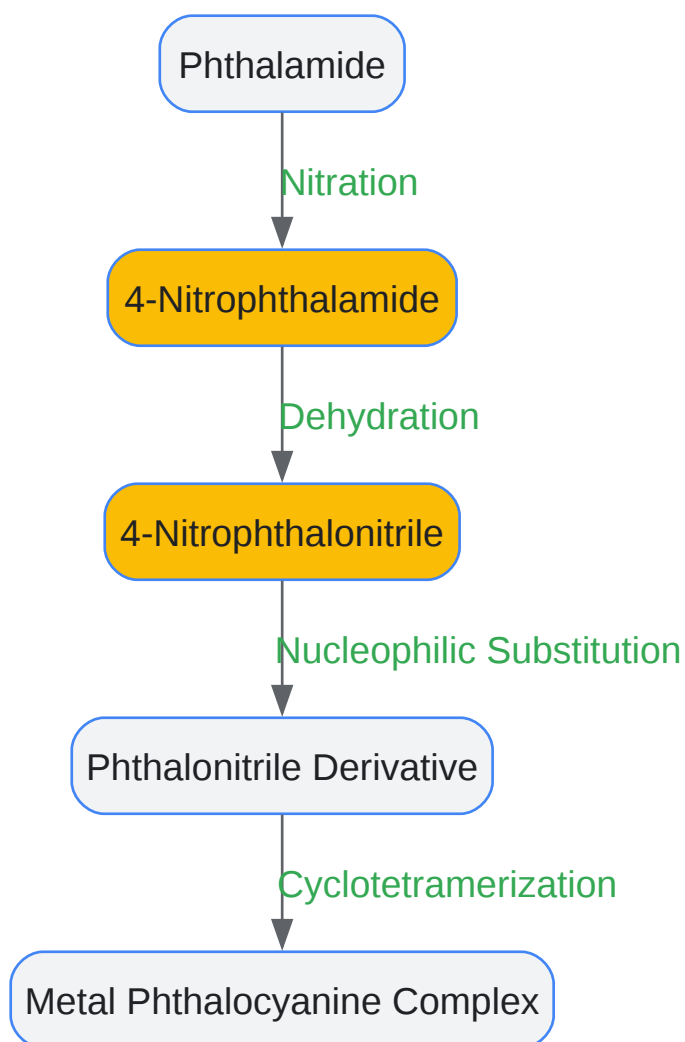 Phthalamide
Nitration
4-Nitrophthalamide
Dehydration
4-Nitrophthalonitrile
Nucleophilic Substitution
Phthalonitrile Derivative
Cyclotetramerization
Metal Phthalocyanine Complex